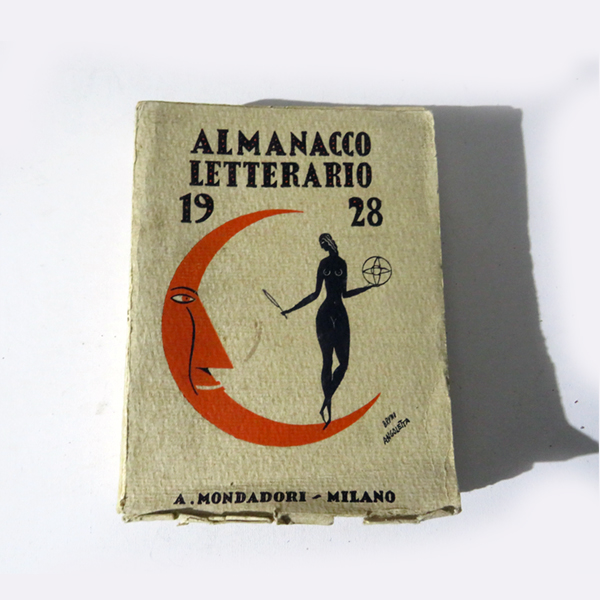 ALMANACCO
LETTERARIO
19 28
A. MONDADORI - MILANO